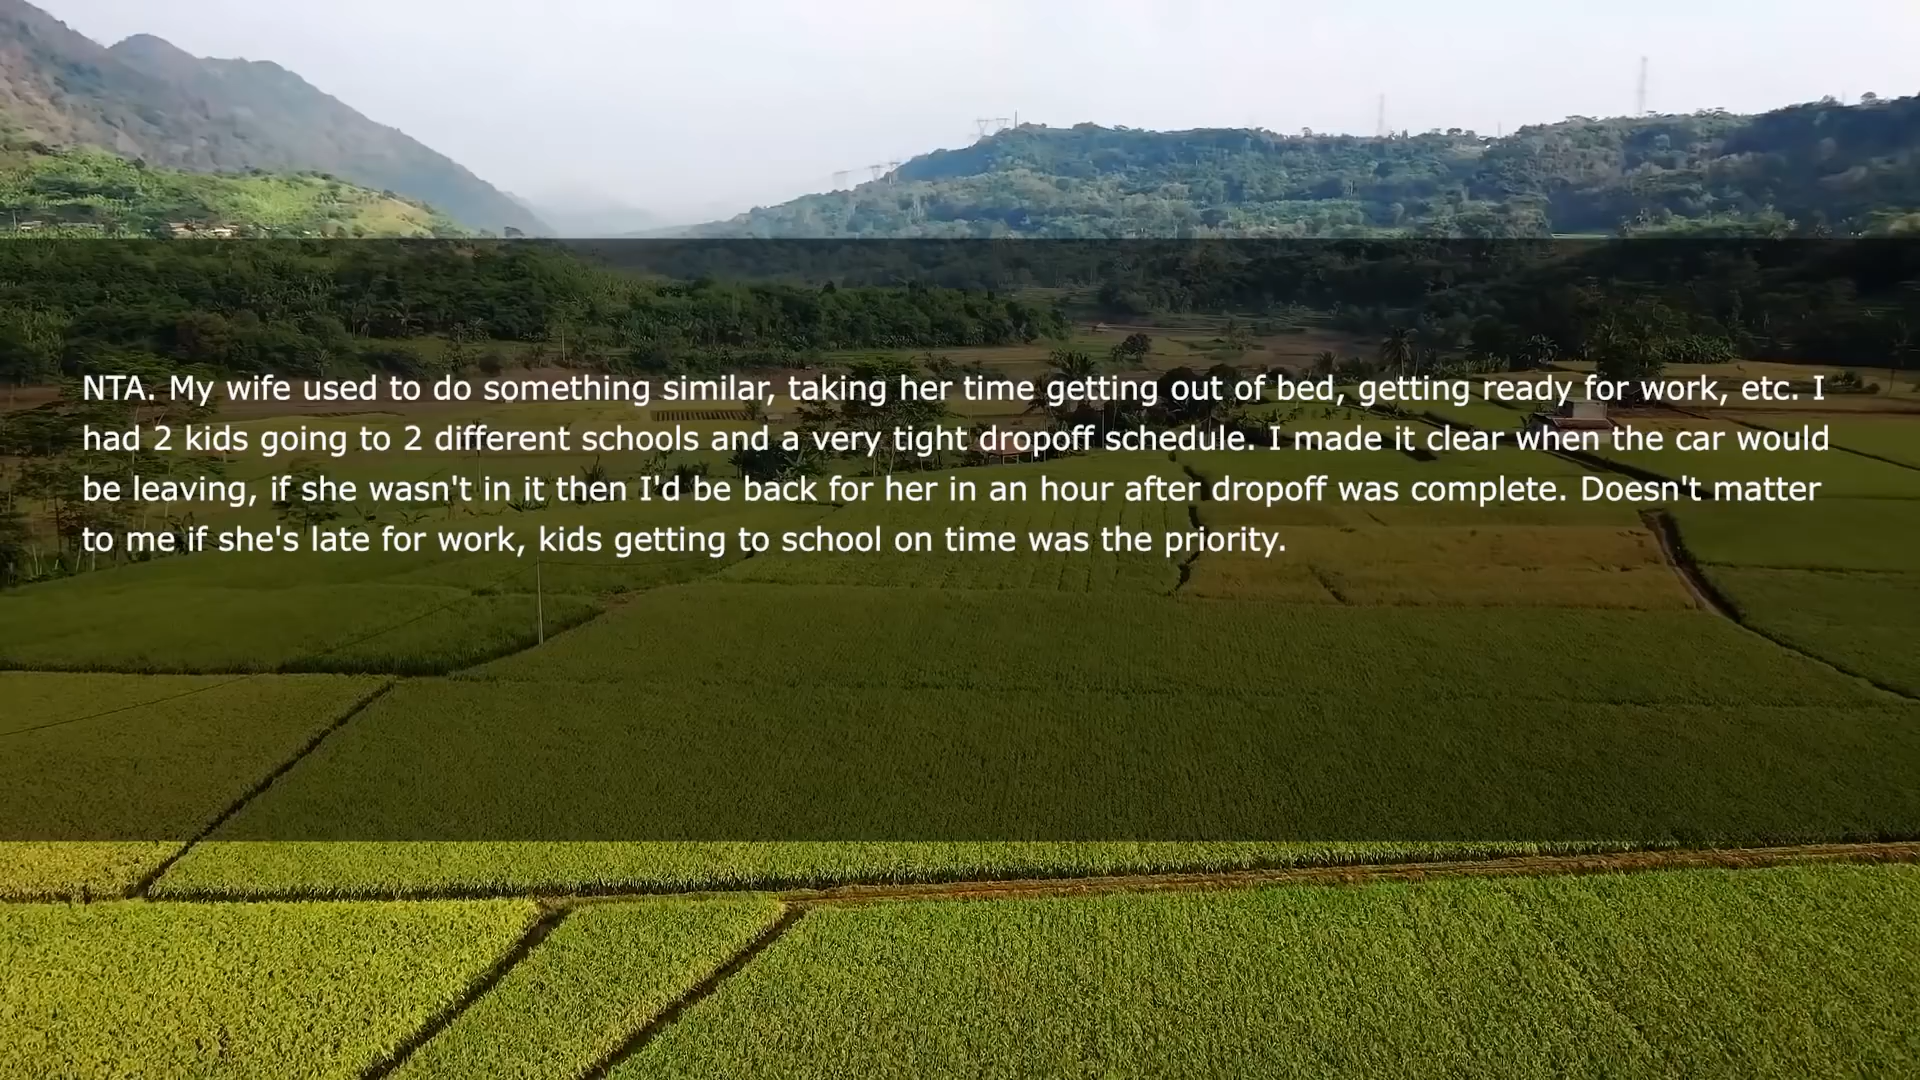 NTA. My wife used to do something similar, taking her time getting out of bed, getting ready for work, etc. I
had 2 kids going to 2 different schools and a very tight dropoff schedule. I made it clear when the car would
be leaving, if she wasn't in it then I'd be back for her in an hour after dropoff was complete. Doesn't matter
to me if she's late for work, kids getting to school on time was the priority.